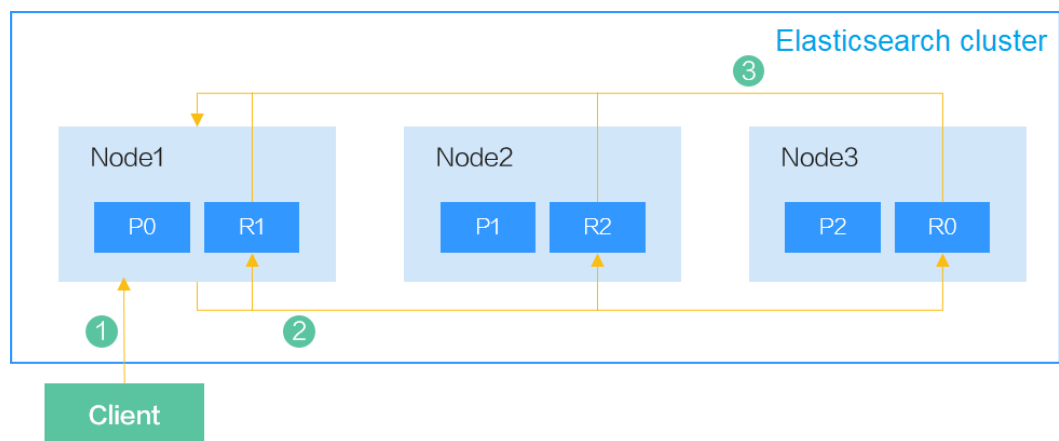 Elasticsearch cluster
3
Node1
Node2
Node3
P0
R1
P1
R2
P2
R0
1
2
Client